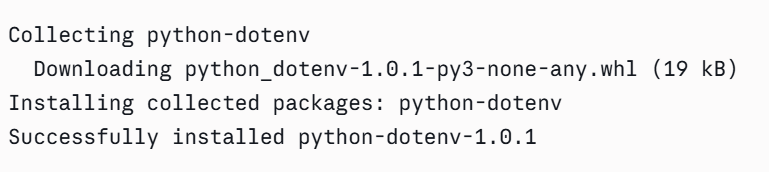 Collecting python-dotenv
  Downloading python_dotenv-1.0.1-py3-none-any.whl (19 kB)
Installing collected packages: python-dotenv
Successfully installed python-dotenv-1.0.1